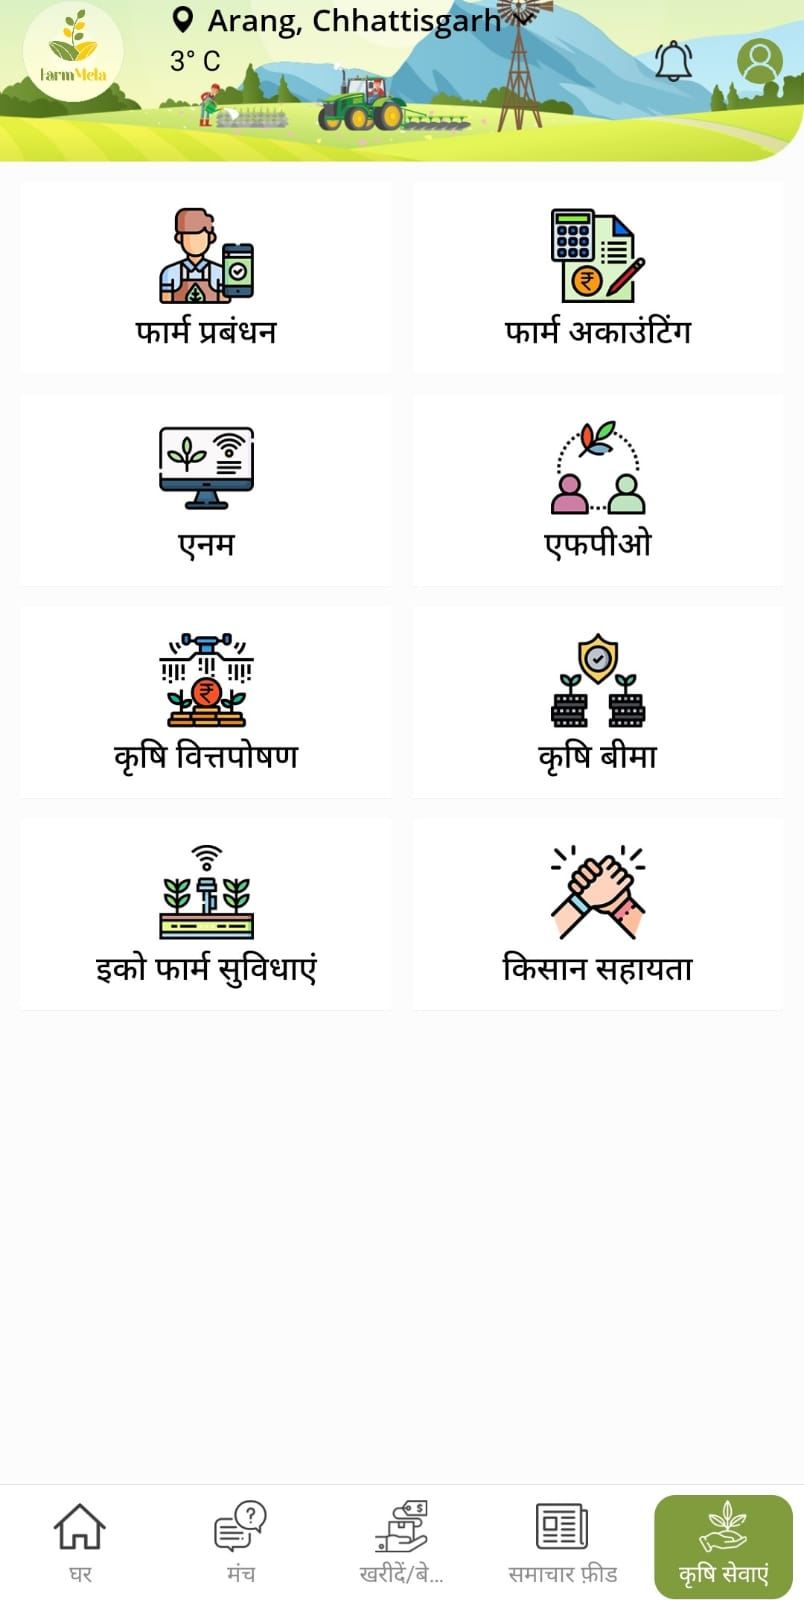 Arang, Chhattisgarh
FarmMela
3° C
फार्म प्रबंधन
फार्म अकाउंटिंग
एनम
एफपीओ
कृषि वित्तपोषण
कृषि बीमा
इको फार्म सुविधाएं
किसान सहायता
घर
मंच
खरीदें/बे...
समाचार फ़ीड
कृषि सेवाएं